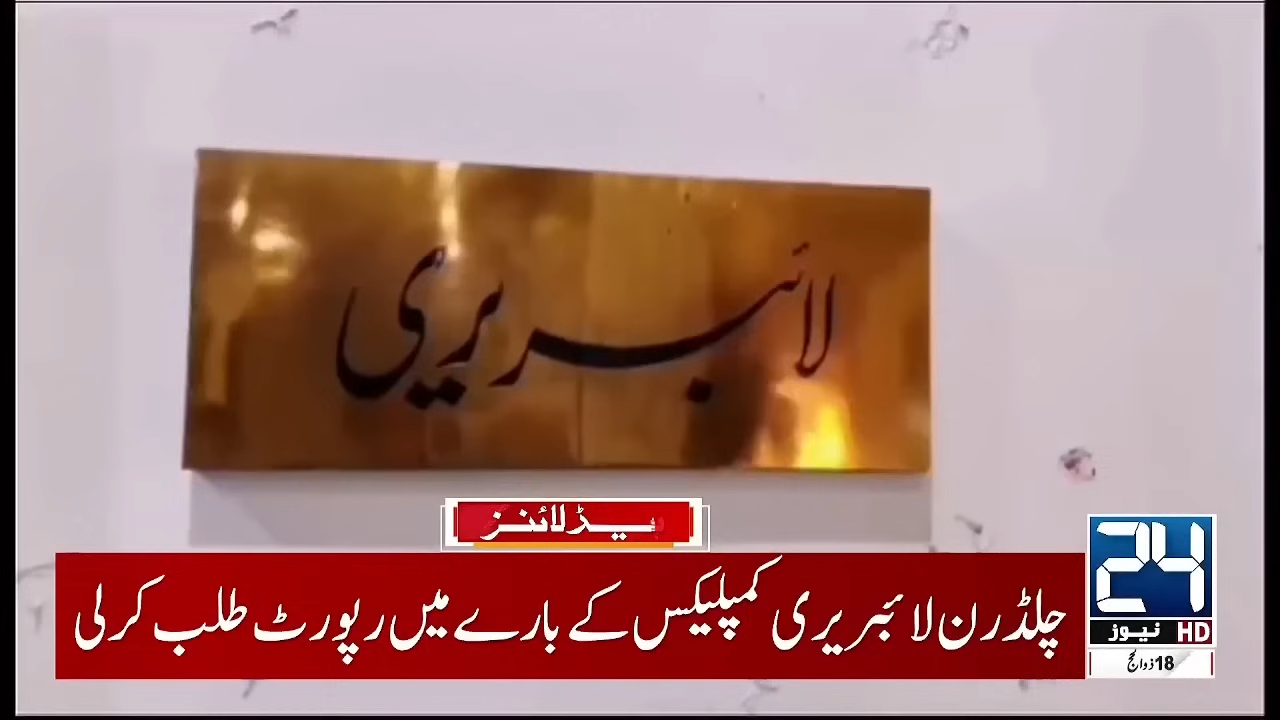 لائبریری
ہیڈلائنز
چلڈرن لائبریری کمپلیکس کے بارے میں رپورٹ طلب کرلی
24
نیوز HD
18 ذوالحج